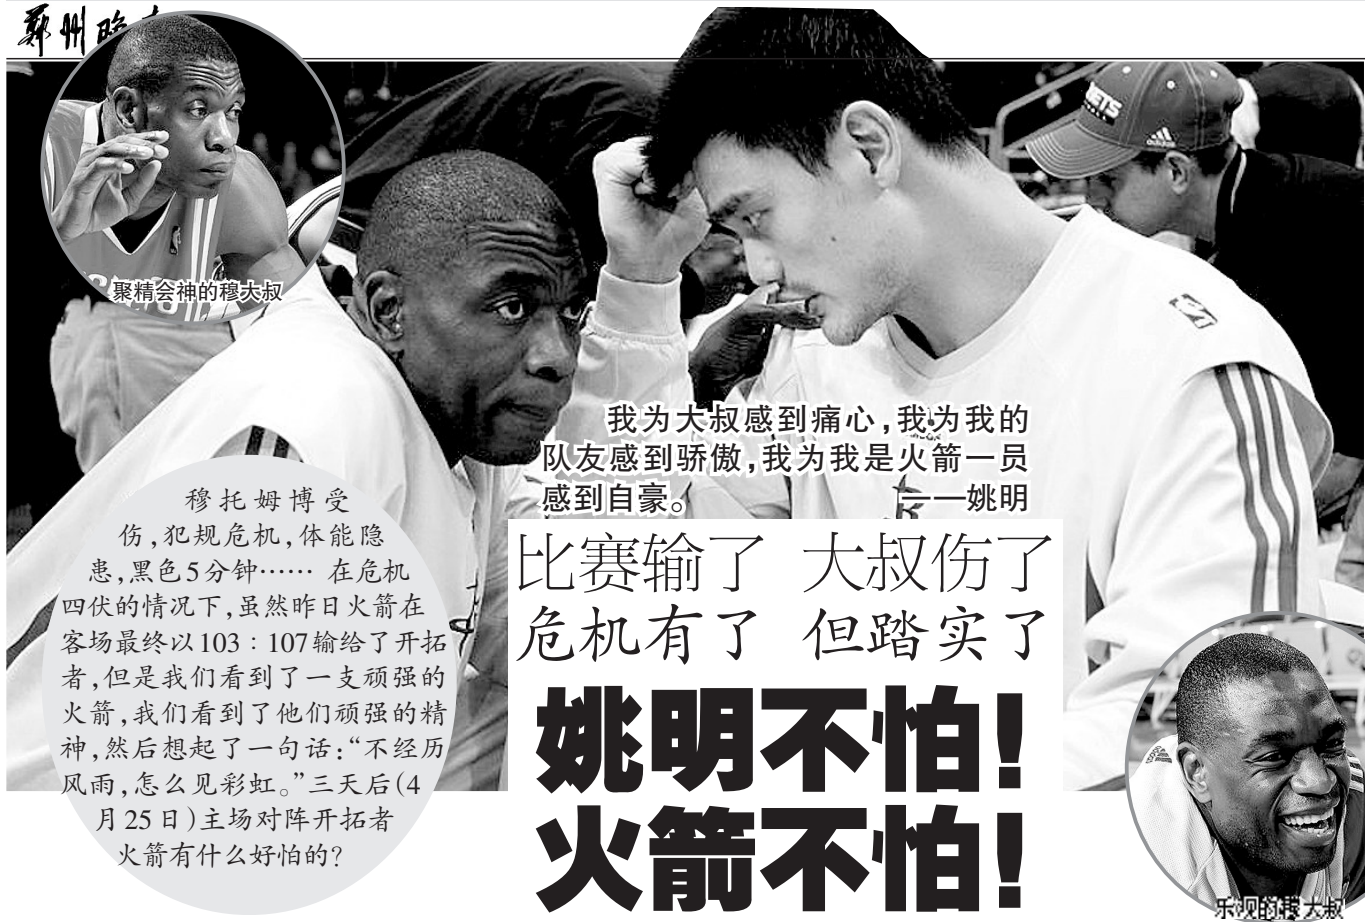 郑州晚
聚精会神的穆大叔
ETS
adidas
我为大叔感到痛心，我为我的
队友感到骄傲，我为我是火箭一员
感到自豪。 ——姚明
穆托姆博受
伤，犯规危机，体能隐
患，黑色5分钟…… 在危机
四伏的情况下，虽然昨日火箭在
客场最终以103：107输给了开拓
者，但是我们看到了一支顽强的
火箭，我们看到了他们顽强的精
神，然后想起了一句话：“不经历
风雨，怎么见彩虹。”三天后（4
月25日）主场对阵开拓者
火箭有什么好怕的？
比赛输了 大叔伤了
危机有了 但踏实了
姚明不怕！
火箭不怕！
乐观的穆大叔